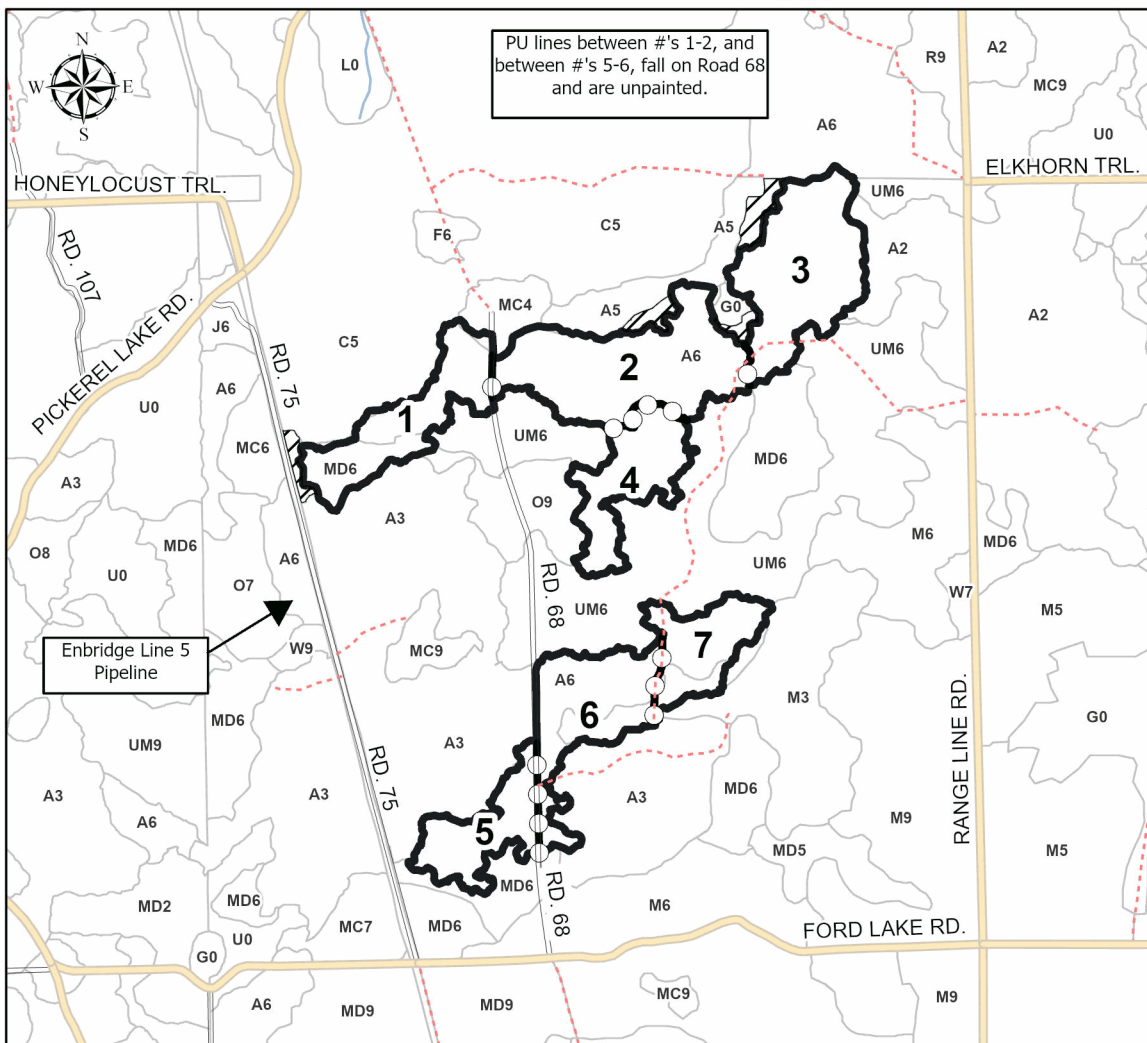 PU lines between #'s 1-2, and
between #'s 5-6, fall on Road 68
and are unpainted.
N
W
E
S
L0
R9
A2
MC9
U0
A6
HONEYLOCUST TRL.
ELKHORN TRL.
UM6
F6
C5
A5
A2
3
RD. 107
PICKEREL LAKE RD.
J6
MC4
A5
G0
A2
C5
RD. 75
UM6
A6
2
A6
U0
1
MC6
UM6
MD6
MD6
A3
4
O9
A3
MD6
M6
O8
MD6
A6
U0
O7
RD. 68
UM6
MD6
W7
UM6
M5
Enbridge Line 5
Pipeline
W9
MC9
7
A6
MD6
M3
6
G0
UM9
A3
RD. 75
RANGE LINE RD.
A3
A3
A3
MD6
A6
5
M9
MD5
M5
MD6
MD2
MD6
RD. 68
M6
U0
MC7
MD6
FORD LAKE RD.
G0
A6
MD9
MD9
MC9
M9